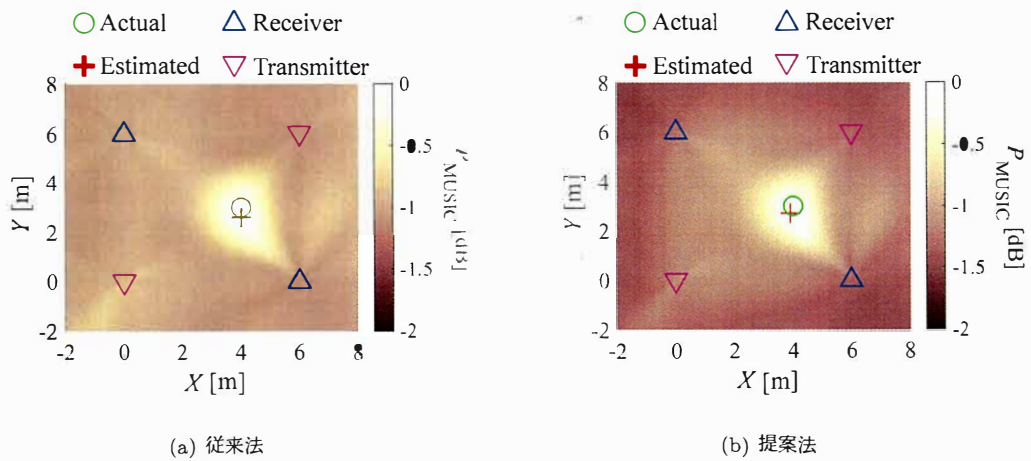 Actual
Receiver
Estimated
Transmitter
8
6
4
2
0
-2
Y [m]
-2
0
2
4
6
8
X [m]
0
-0.5
-1
-1.5
-2
P_MUSIC [dB]
(a) 従来法
Actual
Receiver
Estimated
Transmitter
8
6
4
2
0
-2
Y [m]
-2
0
2
4
6
8
X [m]
0
-0.5
-1
-1.5
-2
P_MUSIC [dB]
(b) 提案法